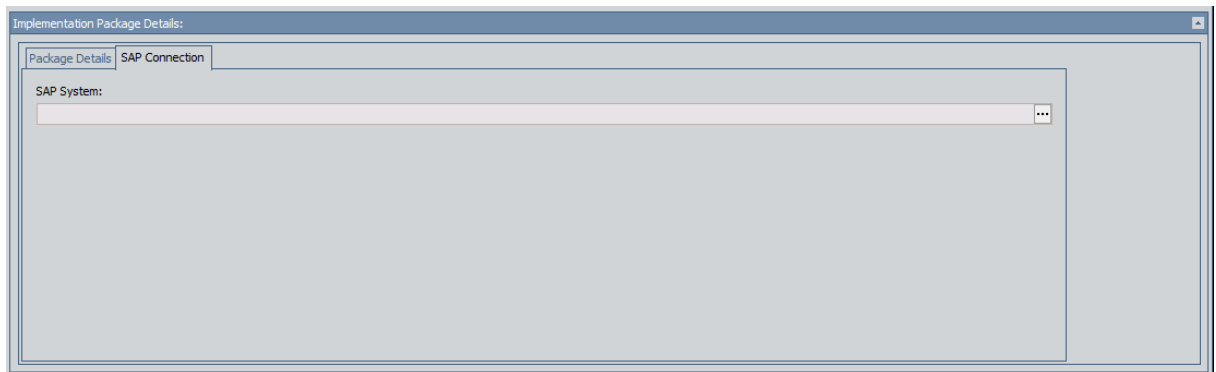 Implementation Package Details:
Package Details SAP Connection
SAP System:
...